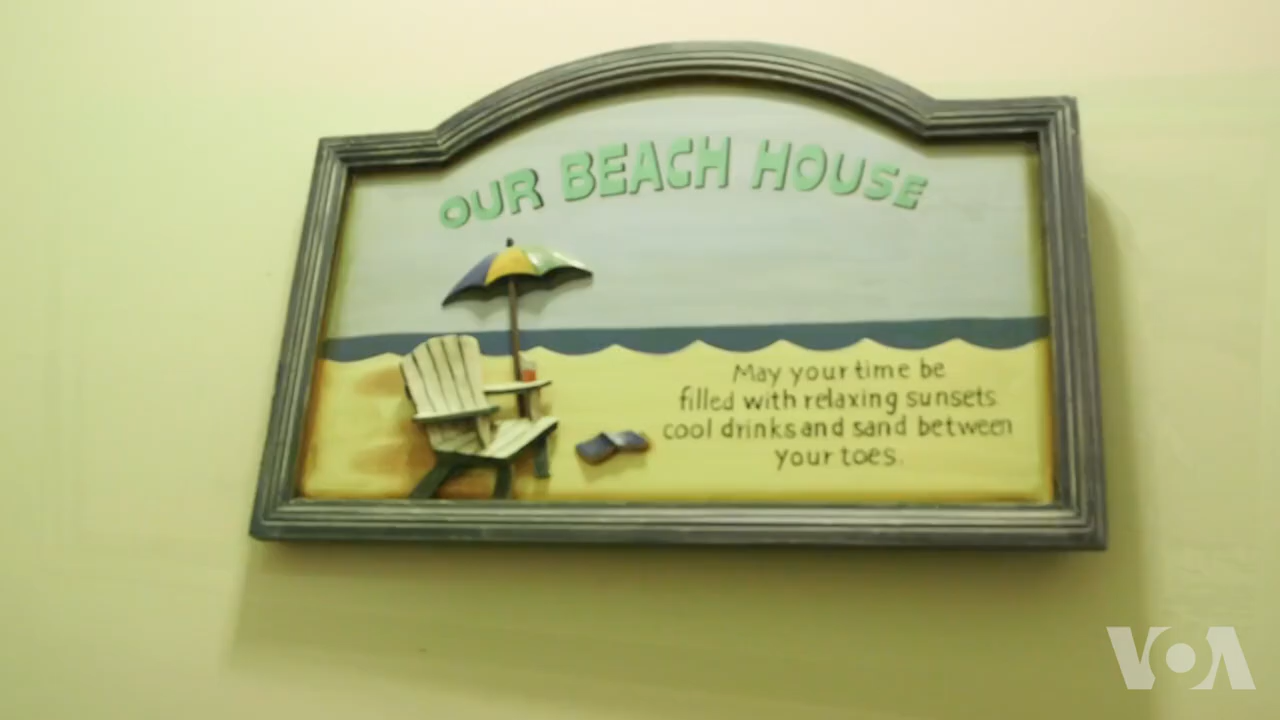 OUR BEACH HOUSE
May your time be
filled with relaxing sunsets
cool drinks and sand between
your toes.
VOA